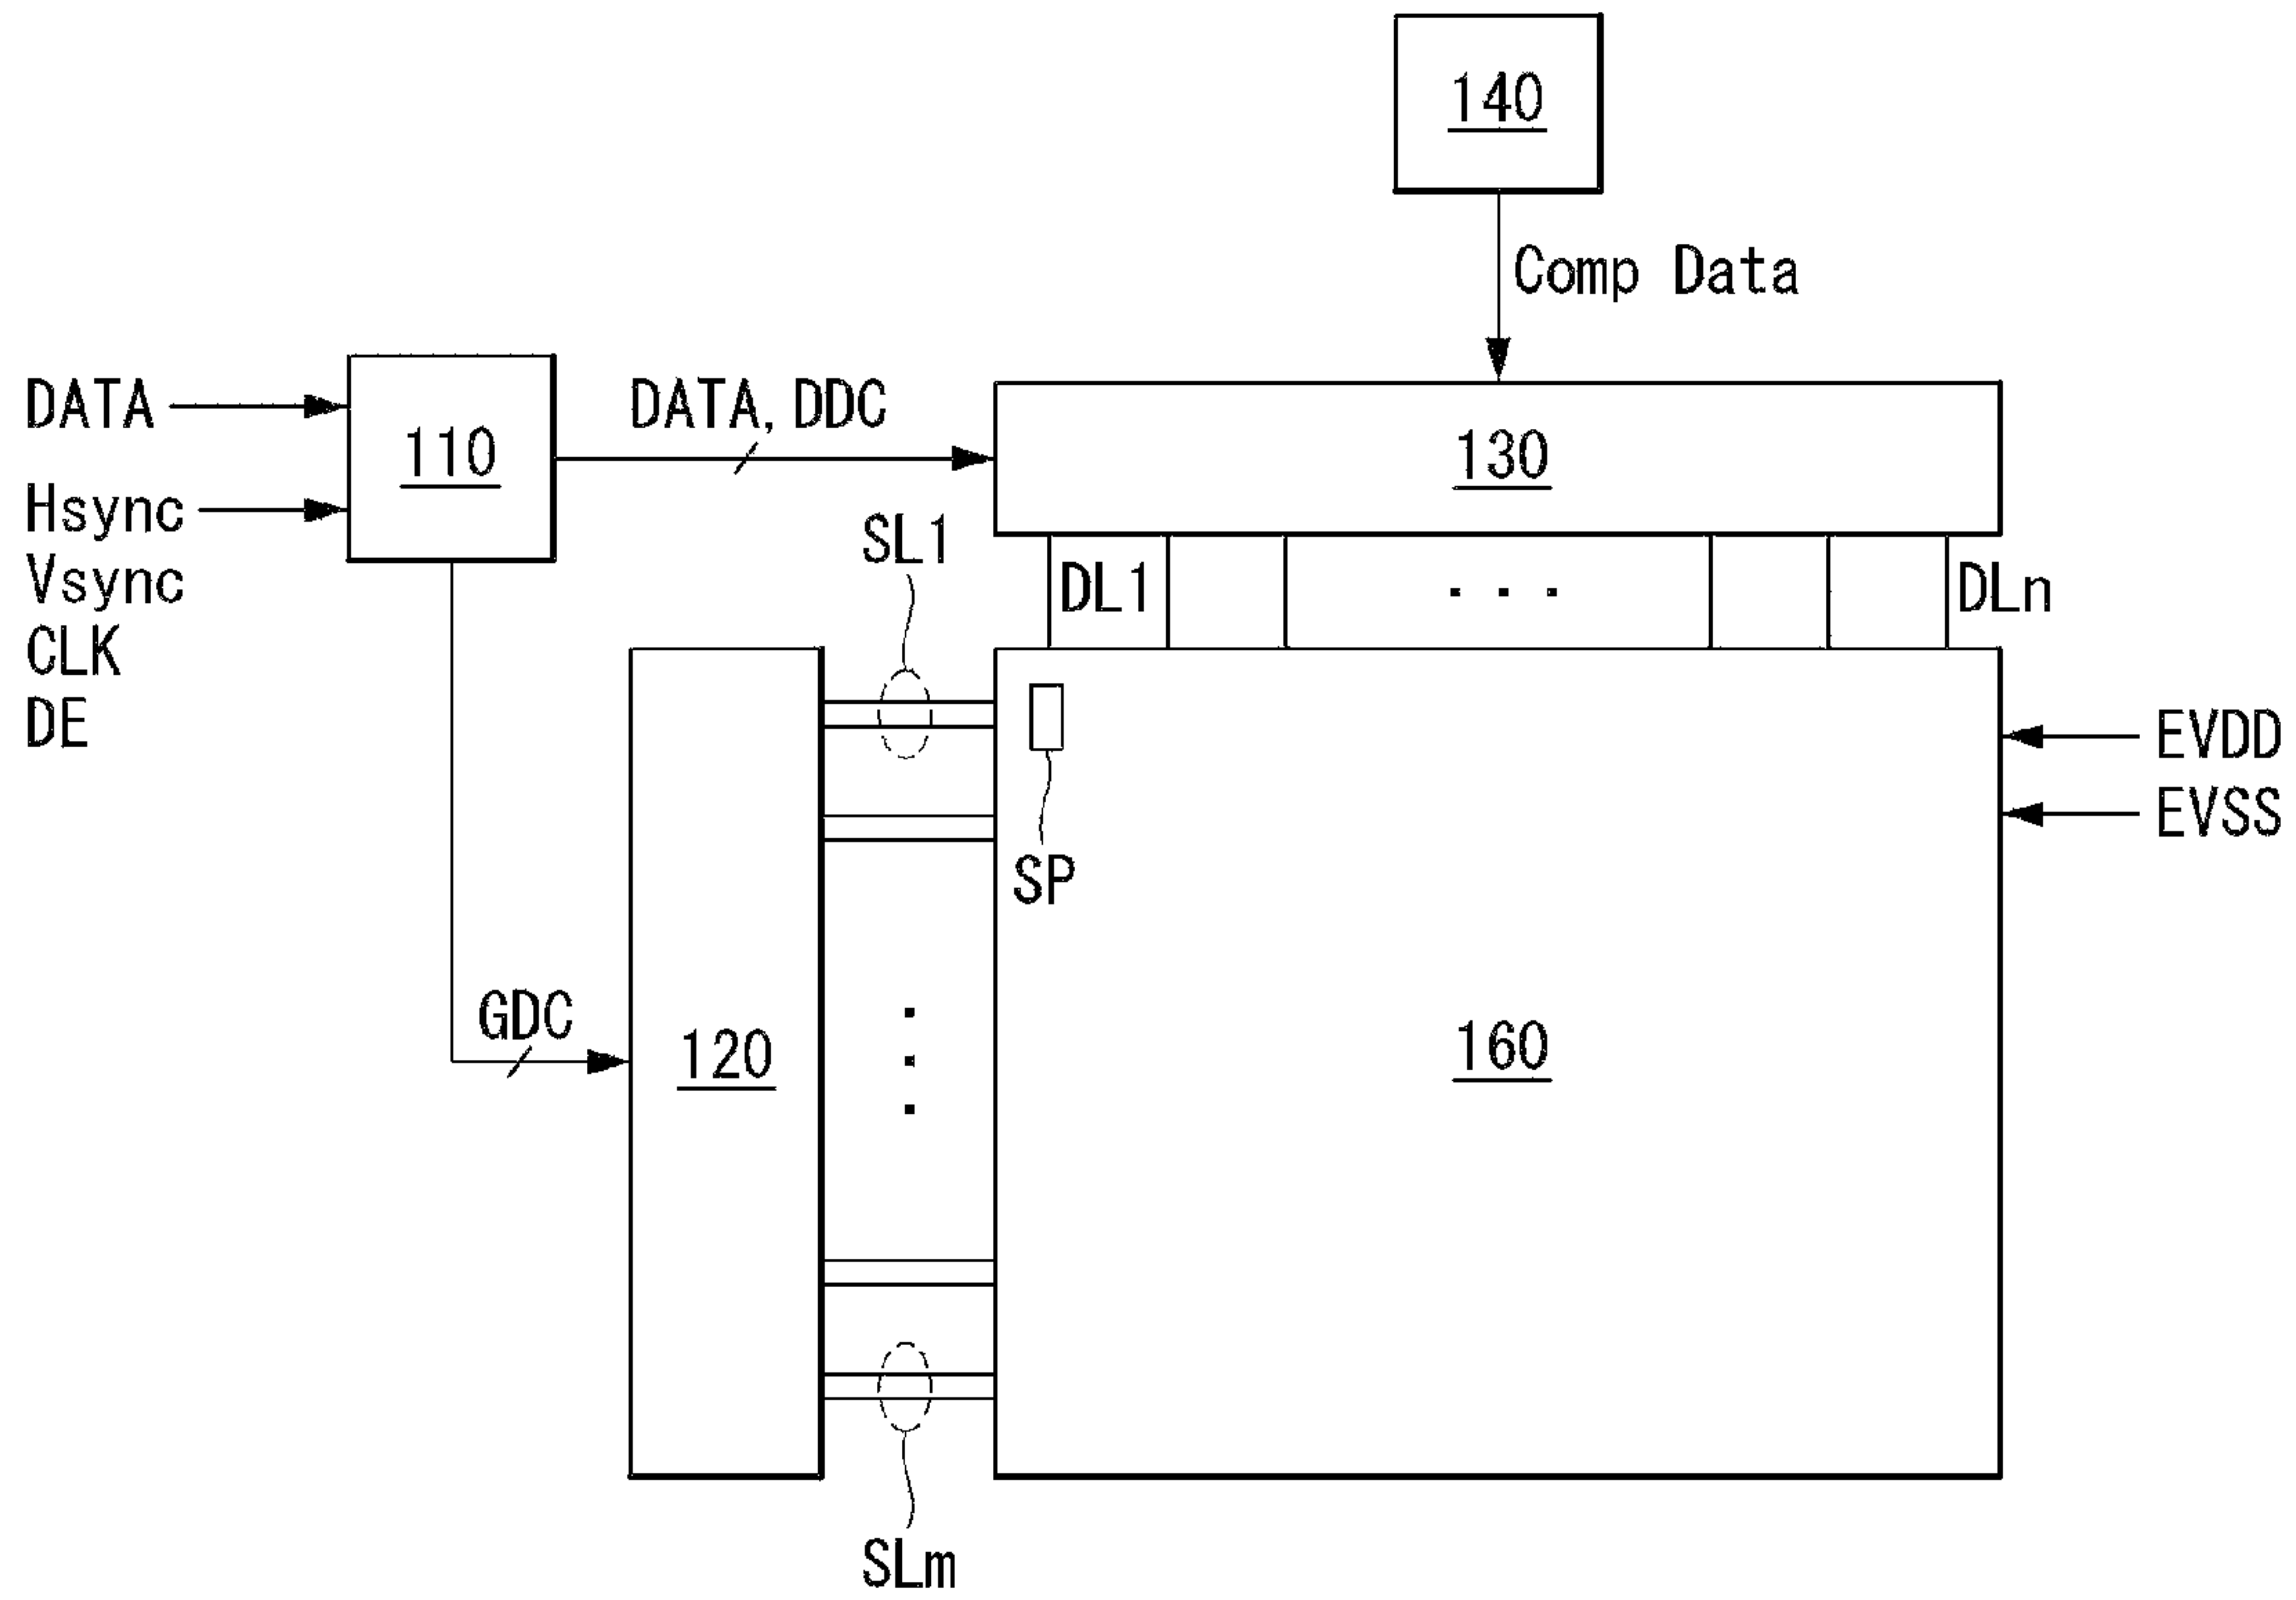 140
Comp Data
DATA
110
DATA, DDC
130
Hsync
Vsync
CLK
DE
SL1
DL1
...
DLn
SP
EVDD
EVSS
GDC
120
160
SLm